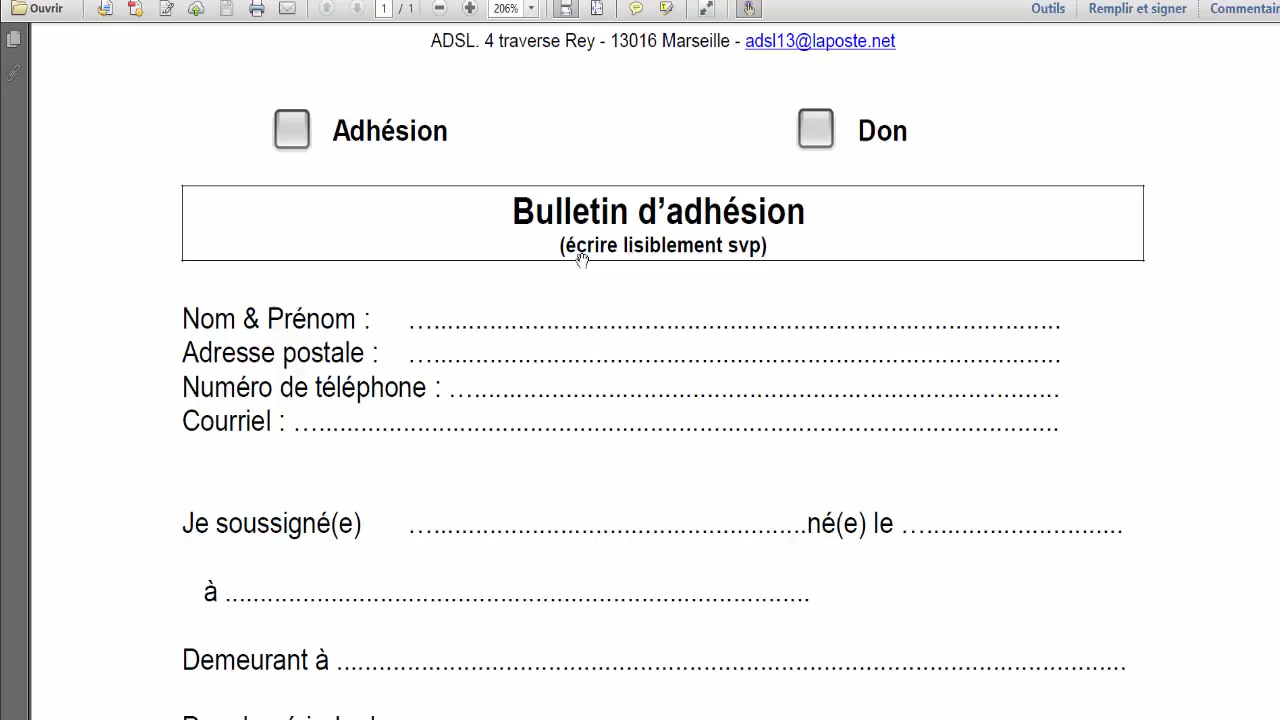 Ouvrir 1 / 1 206% Outils Remplir et signer Commentair
ADSL. 4 traverse Rey - 13016 Marseille - adsl13@laposte.net
Adhésion Don
Bulletin d’adhésion
(écrire lisiblement svp)
Nom & Prénom : …......................................................................................
Adresse postale : …......................................................................................
Numéro de téléphone : …..................................................................................
Courriel : ….......................................................................................................
Je soussigné(e) …....................................................né(e) le …...........................
à ...................................................................................
Demeurant à ................................................................................................................